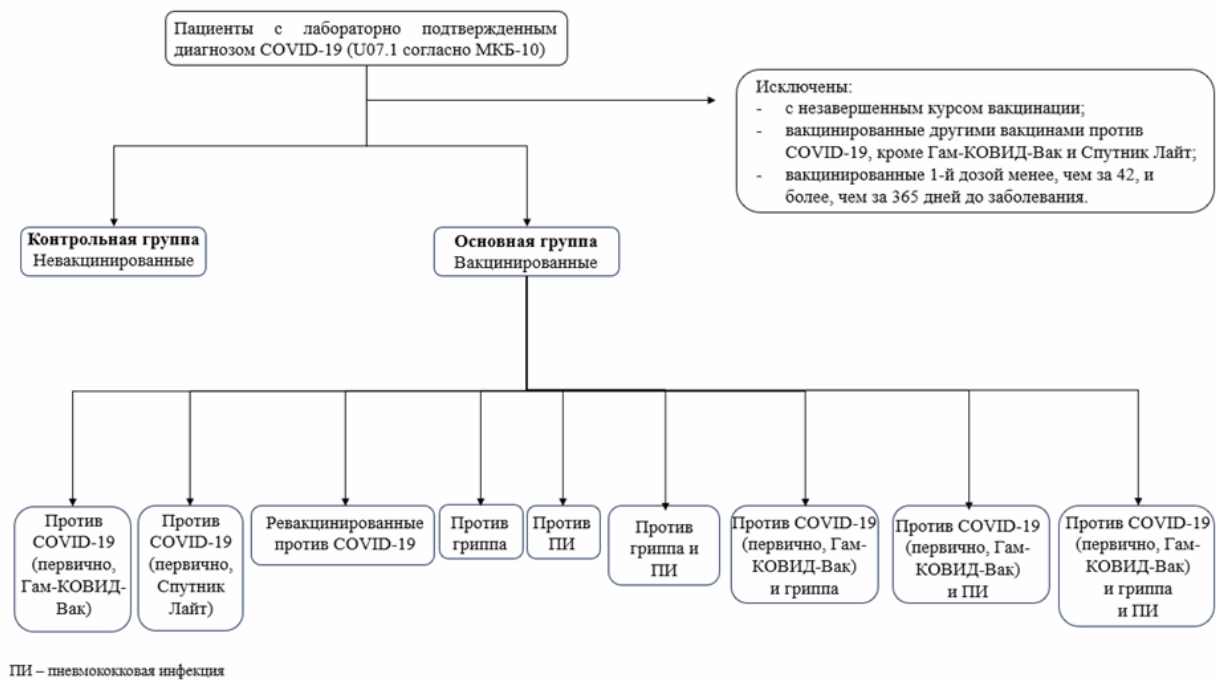 Пациенты с лабораторно подтвержденным
диагнозом COVID-19 (U07.1 согласно МКБ-10)
Исключены:
- с незавершенным курсом вакцинации;
- вакцинированные другими вакцинами против
COVID-19, кроме Гам-КОВИД-Вак и Спутник Лайт;
- вакцинированные 1-й дозой менее, чем за 42, и
более, чем за 365 дней до заболевания.
Контрольная группа
Невакцинированные
Основная группа
Вакцинированные
Против
COVID-19
(первично,
Гам-КОВИД-
Вак)
Против
COVID-19
(первично,
Спутник
Лайт)
Ревакцинированные
против COVID-19
Против
гриппа
Против
ПИ
Против
гриппа и
ПИ
Против COVID-19
(первично, Гам-
КОВИД-Вак)
и гриппа
Против COVID-19
(первично, Гам-
КОВИД-Вак)
и ПИ
Против COVID-19
(первично, Гам-
КОВИД-Вак)
и гриппа
и ПИ
ПИ – пневмококковая инфекция